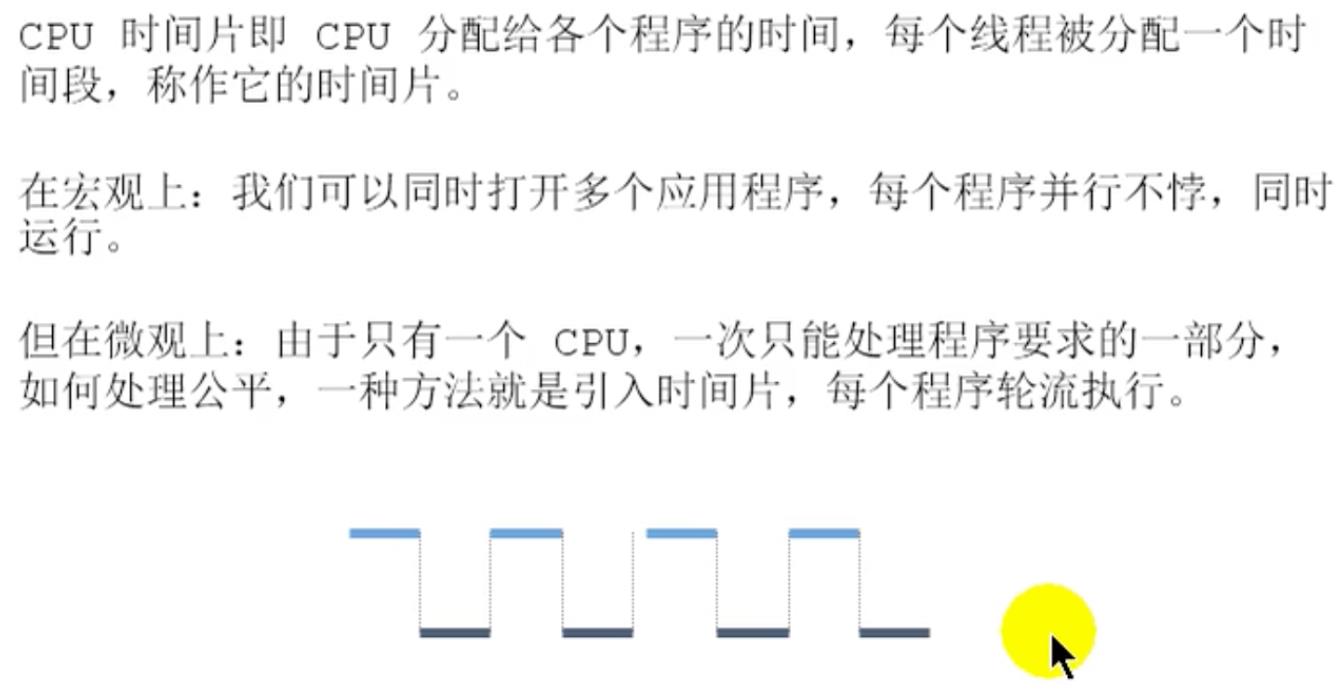 CPU 时间片即 CPU 分配给各个程序的时间，每个线程被分配一个时
间段，称作它的时间片。
在宏观上：我们可以同时打开多个应用程序，每个程序并行不悖，同时
运行。
但在微观上：由于只有一个 CPU，一次只能处理程序要求的一部分，
如何处理公平，一种方法就是引入时间片，每个程序轮流执行。